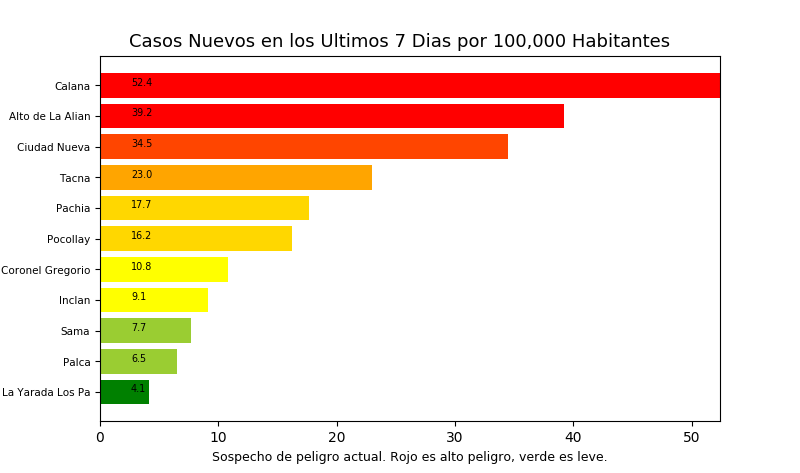 Casos Nuevos en los Ultimos 7 Dias por 100,000 Habitantes
Calana 52.4
Alto de La Alian 39.2
Ciudad Nueva 34.5
Tacna 23.0
Pachia 17.7
Pocollay 16.2
Coronel Gregorio 10.8
Inclan 9.1
Sama 7.7
Palca 6.5
La Yarada Los Pa 4.1
0 10 20 30 40 50
Sospecho de peligro actual. Rojo es alto peligro, verde es leve.